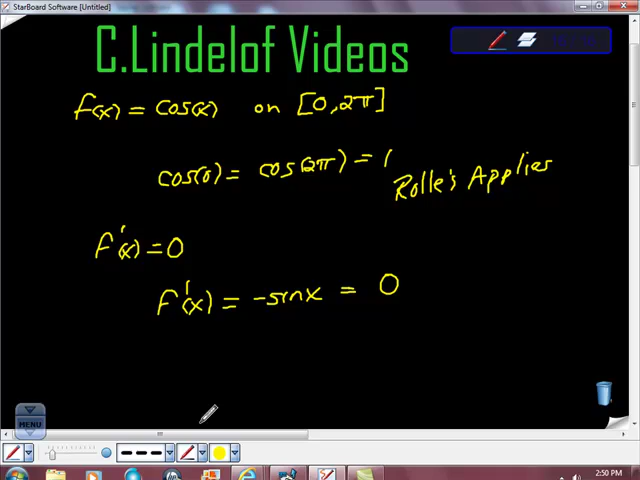 StarBoard Software [Untitled]
C.Lindelof Videos
f(x) = cos(x) on [0, 2π]
cos(0) = cos(2π) = 1
Rolle's Applies
f'(x) = 0
f'(x) = -sinx = 0
MENU
2:50 PM